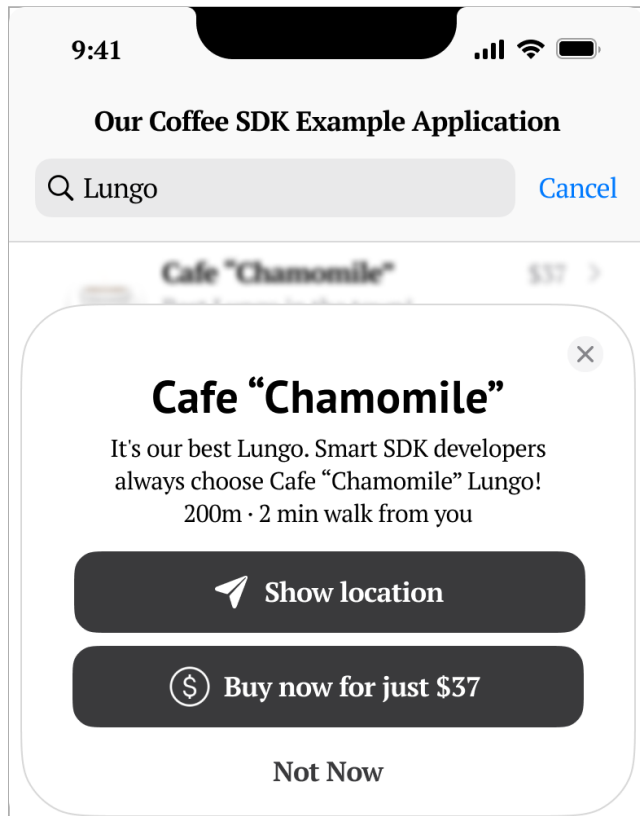 9:41
Our Coffee SDK Example Application
Lungo
Cancel
Cafe “Chamomile”
$37
Cafe “Chamomile”
It's our best Lungo. Smart SDK developers
always choose Cafe “Chamomile” Lungo!
200m · 2 min walk from you
Show location
Buy now for just $37
Not Now